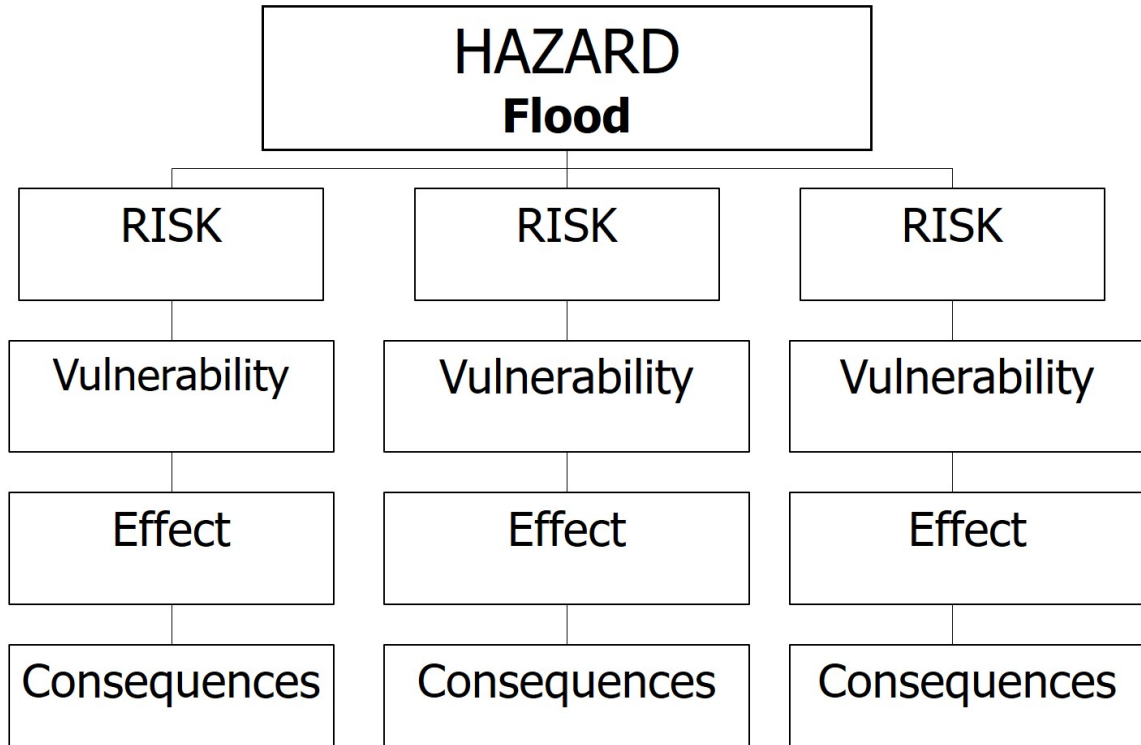 HAZARD
Flood
RISK
RISK
RISK
Vulnerability
Vulnerability
Vulnerability
Effect
Effect
Effect
Consequences
Consequences
Consequences